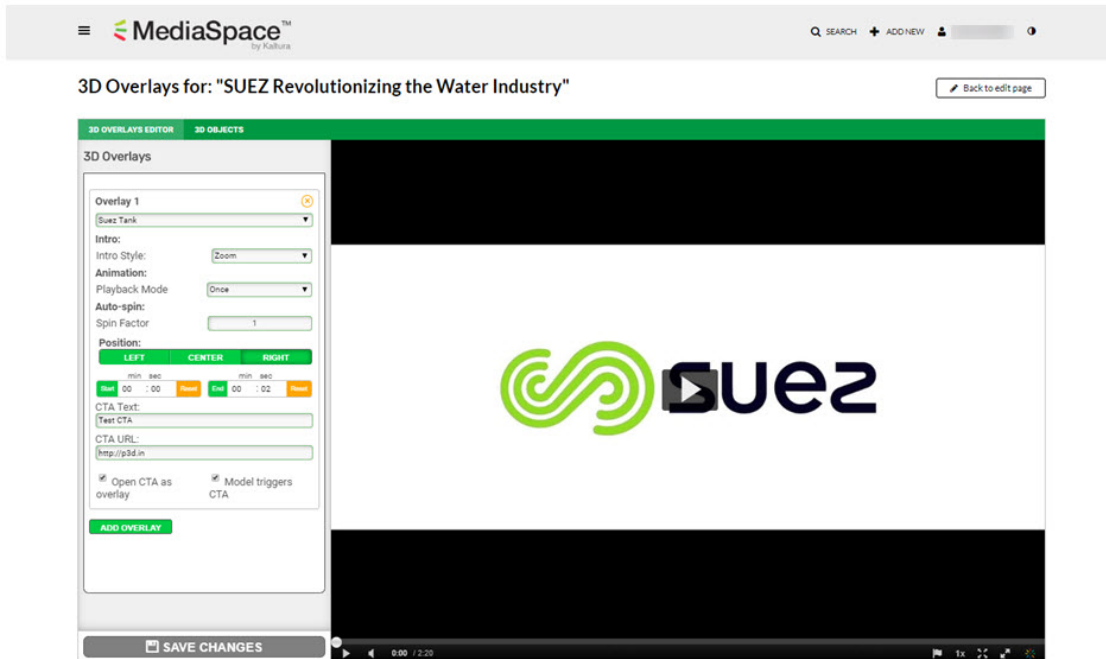 MediaSpace™
by Kaltura
SEARCH ADD NEW
3D Overlays for: "SUEZ Revolutionizing the Water Industry"
Back to edit page
3D OVERLAYS EDITOR 3D OBJECTS
3D Overlays
Overlay 1
Suez Tank
Intro:
Intro Style: Zoom
Animation:
Playback Mode Once
Auto-spin:
Spin Factor 1
Position:
LEFT CENTER RIGHT
min sec min sec
Start 00 : 00 Reset End 00 : 02 Reset
CTA Text:
Test CTA
CTA URL:
http://p3d.in
Open CTA as overlay
Model triggers CTA
ADD OVERLAY
SAVE CHANGES
suez
0:00 / 2:20 1x